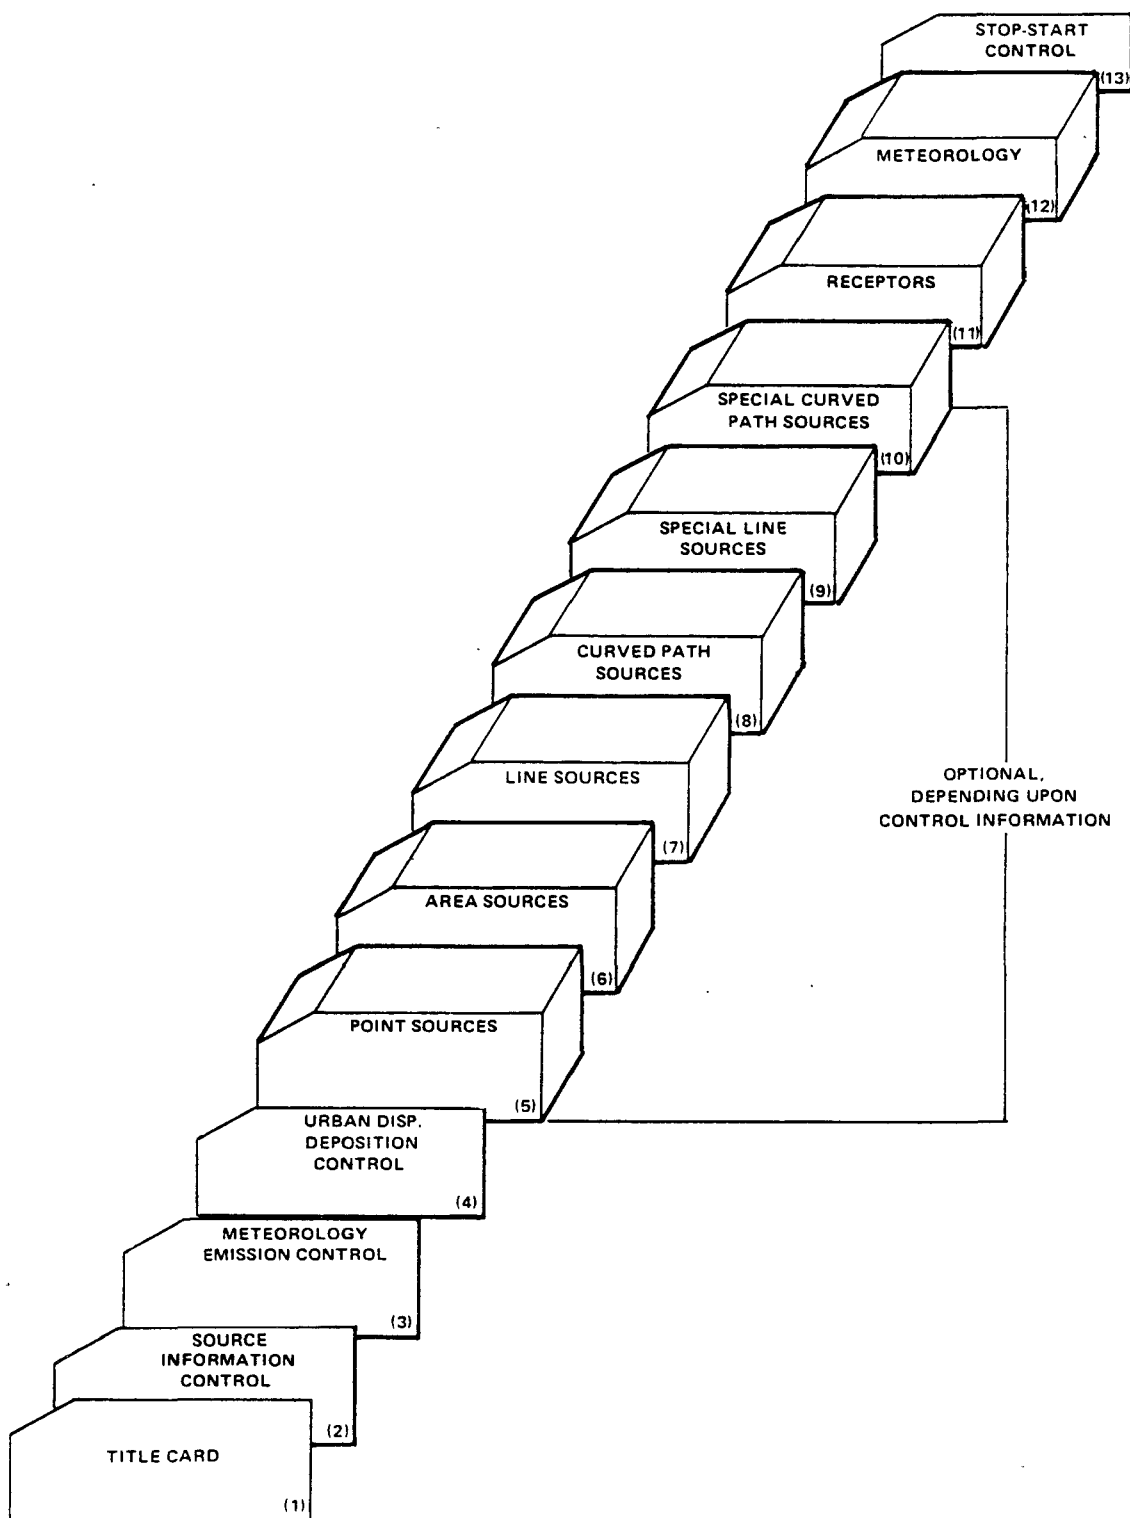 STOP-START
CONTROL
(13)
METEOROLOGY
(12)
RECEPTORS
(11)
SPECIAL CURVED
PATH SOURCES
(10)
SPECIAL LINE
SOURCES
(9)
CURVED PATH
SOURCES
(8)
LINE SOURCES
(7)
OPTIONAL,
DEPENDING UPON
CONTROL INFORMATION
AREA SOURCES
(6)
POINT SOURCES
(5)
URBAN DISP.
DEPOSITION
CONTROL
(4)
METEOROLOGY
EMISSION CONTROL
(3)
SOURCE
INFORMATION
CONTROL
(2)
TITLE CARD
(1)